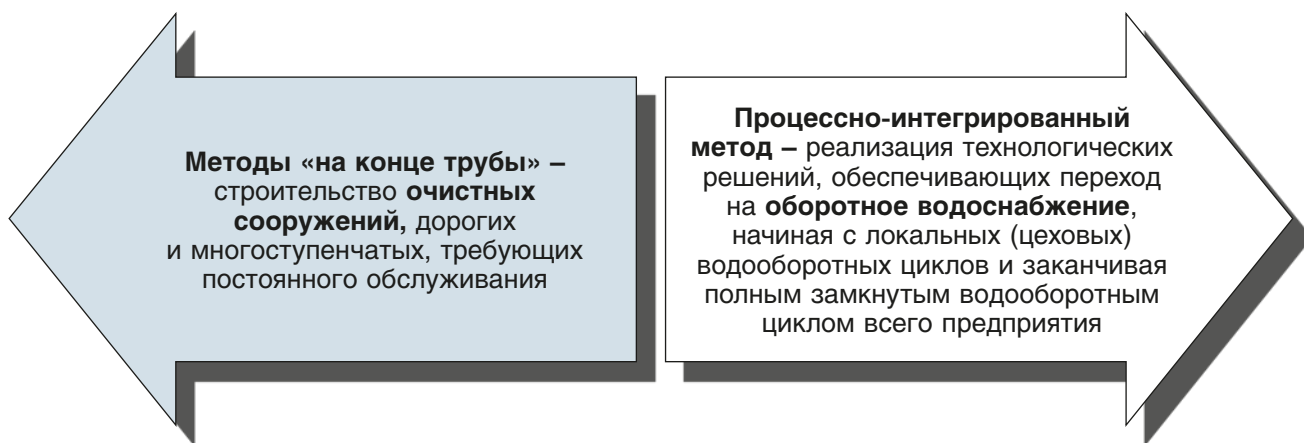 Методы «на конце трубы» –
строительство очистных
сооружений, дорогих
и многоступенчатых, требующих
постоянного обслуживания
Процессно-интегрированный
метод – реализация технологических
решений, обеспечивающих переход
на оборотное водоснабжение,
начиная с локальных (цеховых)
водооборотных циклов и заканчивая
полным замкнутым водооборотным
циклом всего предприятия